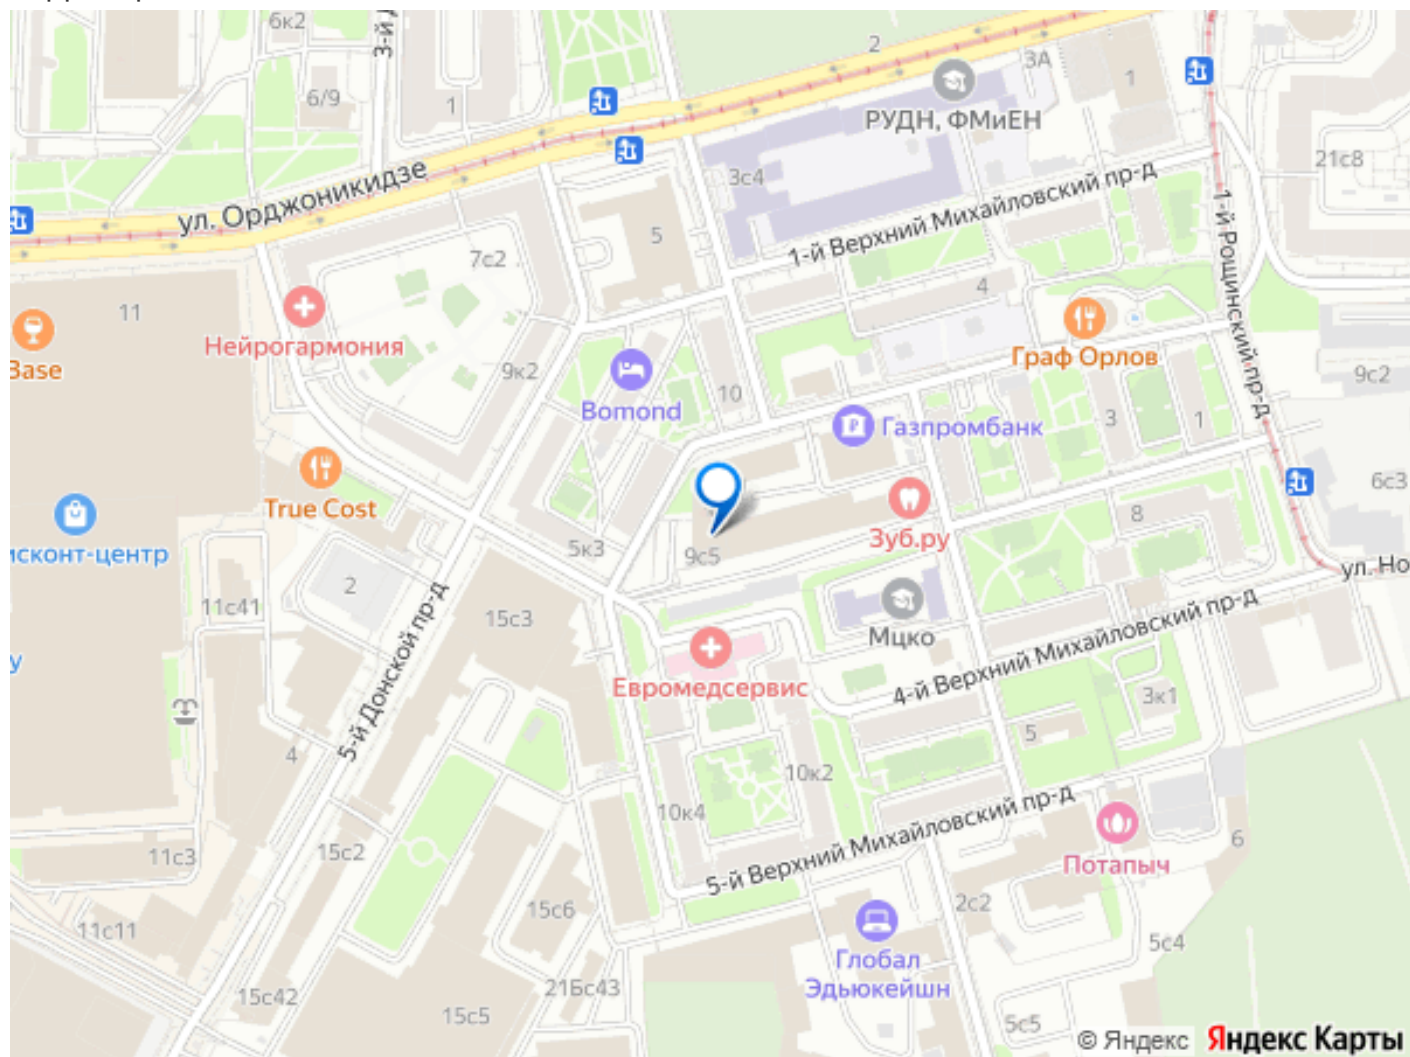 6к2
3-й
6/9
1
2
3А
1
РУДН, ФМиЕН
21с8
ул. Орджоникидзе
3с4
1-й Верхний Михайловский пр-д
1-й Рощинский пр-д
5
7с2
4
11
Нейрогармония
Base
9к2
Граф Орлов
9с2
10
Bomond
3
1
Газпромбанк
True Cost
6с3
8
исконт-центр
5к3
9с5
Зуб.ру
ул. Но
2
11с41
15с3
Мцко
4-й Верхний Михайловский пр-д
5-й Донской пр-д
у
Евромедсервис
3к1
5
4
10к2
10к4
5-й Верхний Михайловский пр-д
6
15с2
11с3
Потапыч
2с2
15с6
11с11
5с4
Глобал
Эдьюкейшн
21Бс43
15с42
15с5
5с5
© Яндекс Яндекс Карты